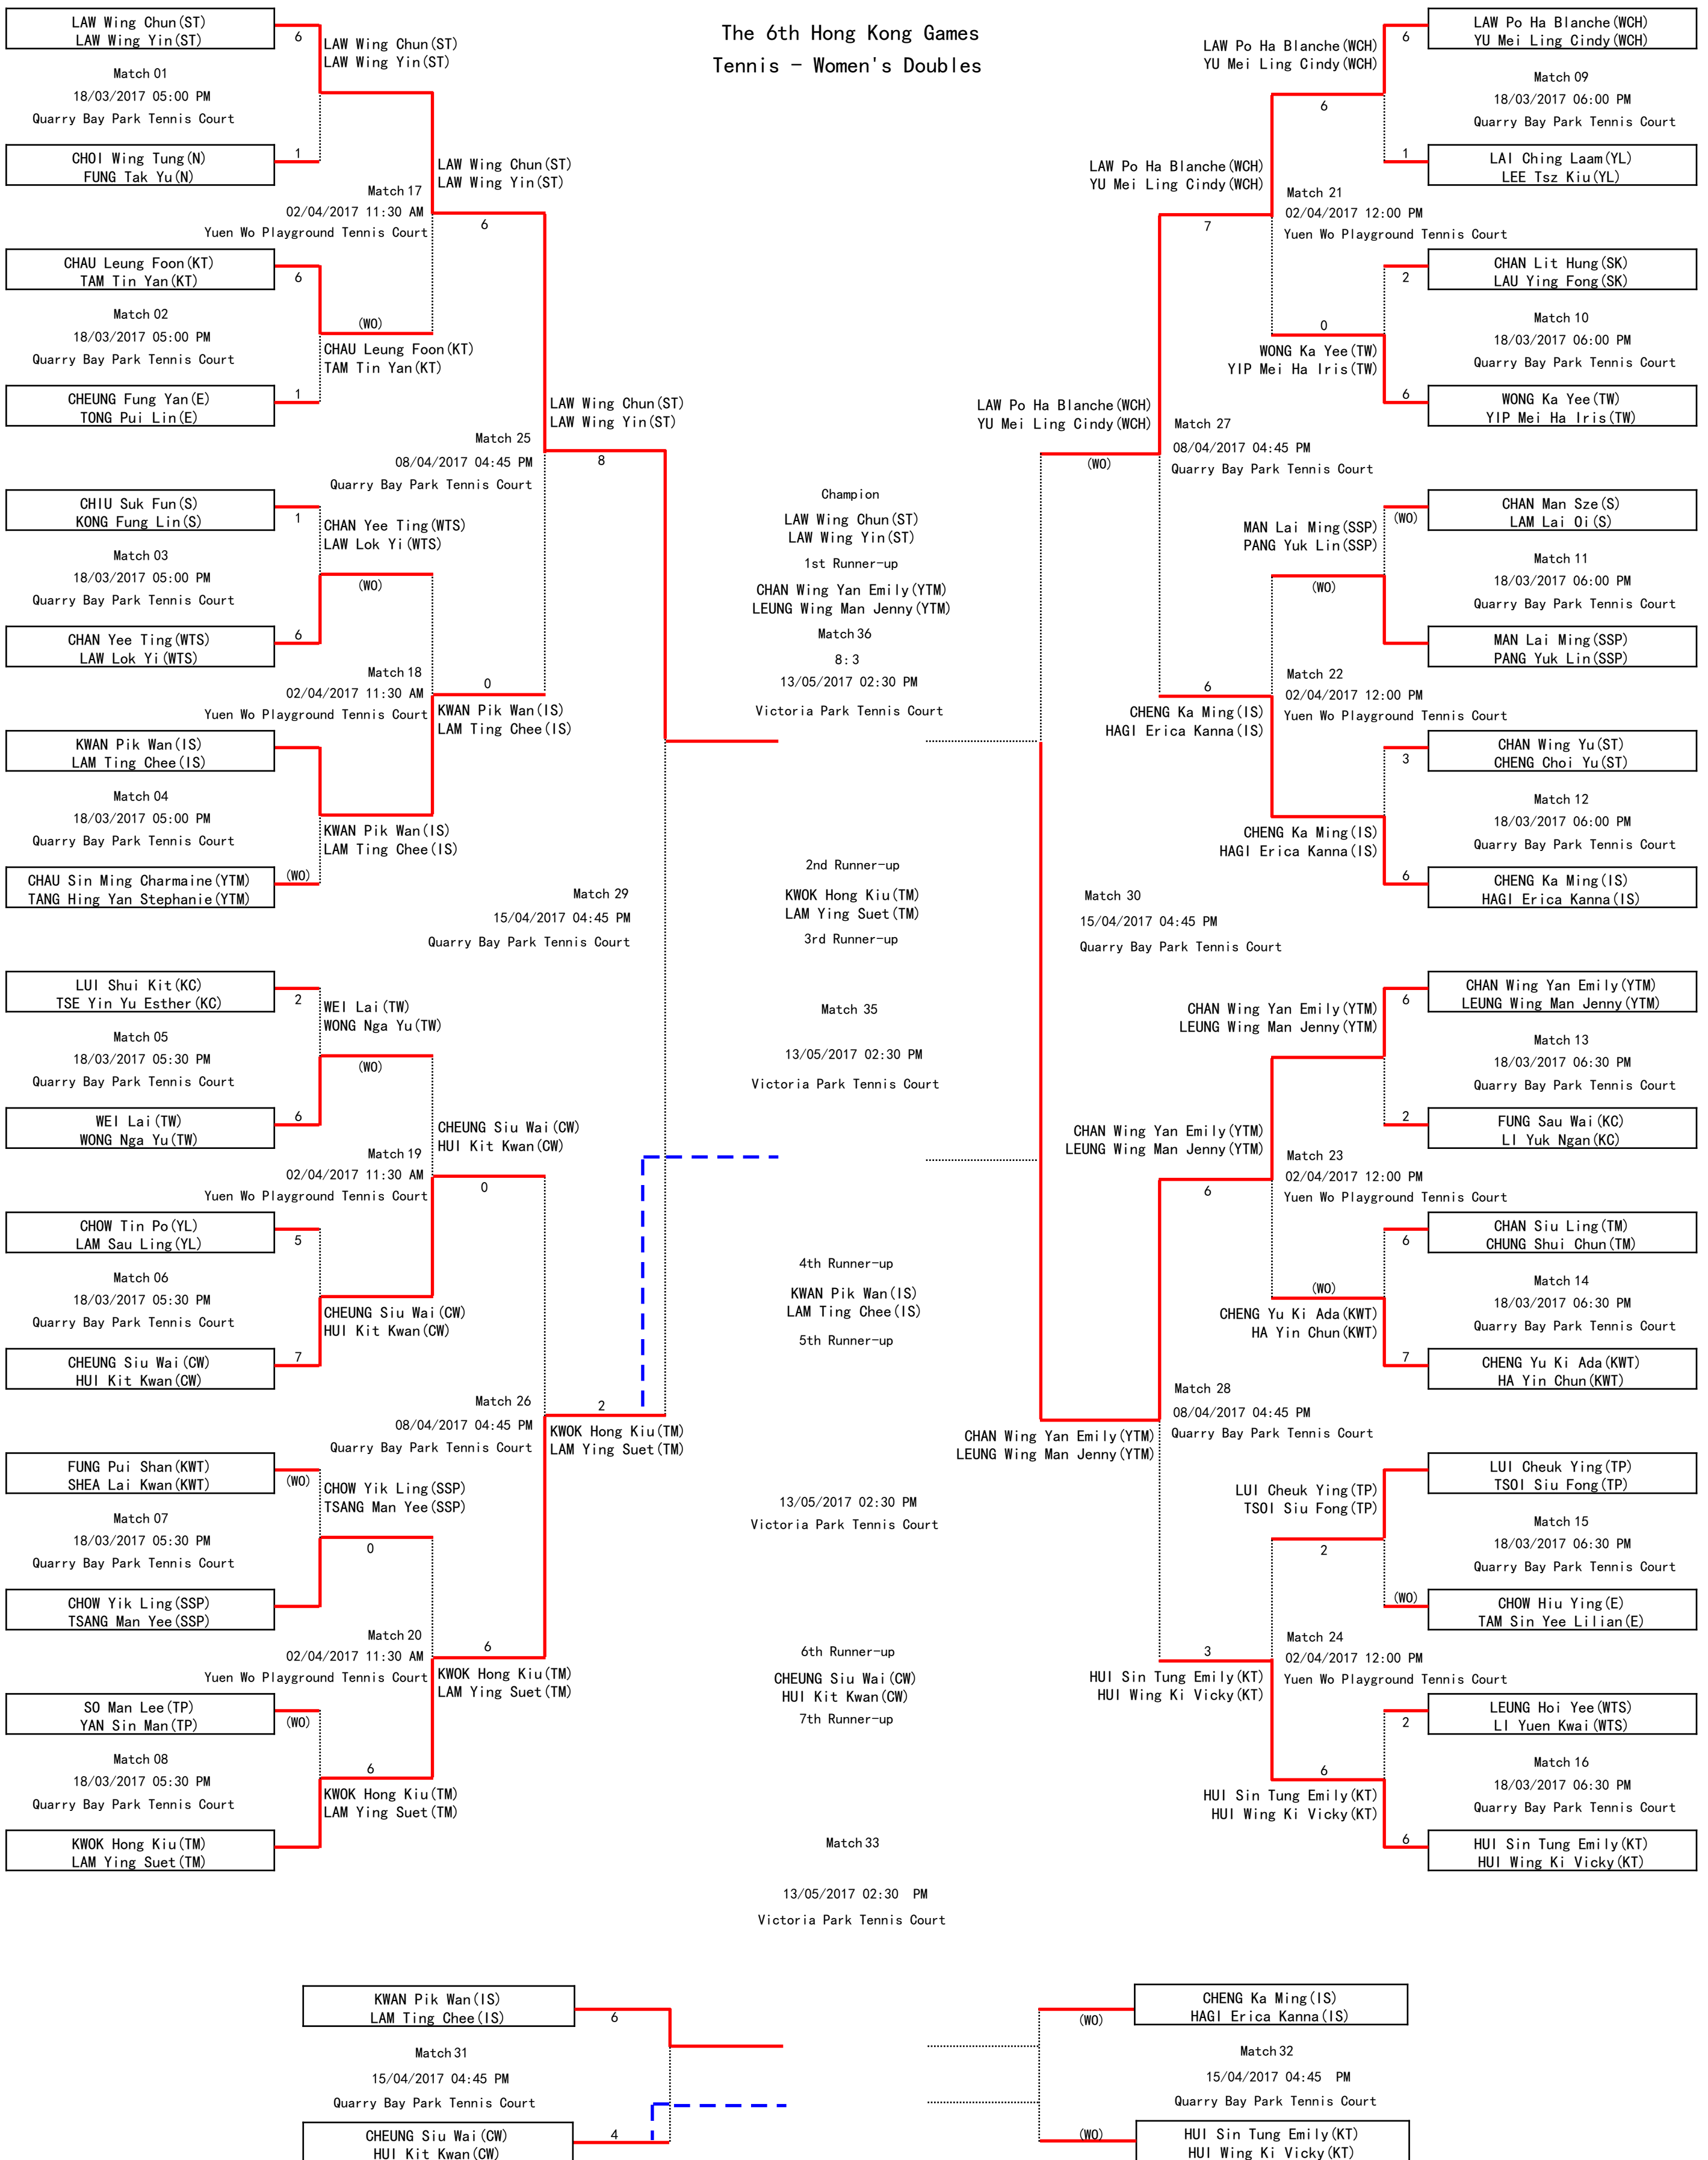 The 6th Hong Kong Games
Tennis - Women's Doubles
LAW Wing Chun(ST)
LAW Wing Yin(ST)
6
Match 01
18/03/2017 05:00 PM
Quarry Bay Park Tennis Court
CHOI Wing Tung(N)
FUNG Tak Yu(N)
1
LAW Wing Chun(ST)
LAW Wing Yin(ST)
Match 17
02/04/2017 11:30 AM
Yuen Wo Playground Tennis Court
CHAU Leung Foon(KT)
TAM Tin Yan(KT)
6
Match 02
18/03/2017 05:00 PM
Quarry Bay Park Tennis Court
CHEUNG Fung Yan(E)
TONG Pui Lin(E)
1
(WO)
CHAU Leung Foon(KT)
TAM Tin Yan(KT)
LAW Wing Chun(ST)
LAW Wing Yin(ST)
6
Match 25
08/04/2017 04:45 PM
Quarry Bay Park Tennis Court
CHIU Suk Fun(S)
KONG Fung Lin(S)
1
Match 03
18/03/2017 05:00 PM
Quarry Bay Park Tennis Court
CHAN Yee Ting(WTS)
LAW Lok Yi(WTS)
6
CHAN Yee Ting(WTS)
LAW Lok Yi(WTS)
(WO)
Match 18
02/04/2017 11:30 AM
Yuen Wo Playground Tennis Court
KWAN Pik Wan(IS)
LAM Ting Chee(IS)
Match 04
18/03/2017 05:00 PM
Quarry Bay Park Tennis Court
CHAU Sin Ming Charmaine(YTM)
TANG Hing Yan Stephanie(YTM)
(WO)
KWAN Pik Wan(IS)
LAM Ting Chee(IS)
0
KWAN Pik Wan(IS)
LAM Ting Chee(IS)
LAW Wing Chun(ST)
LAW Wing Yin(ST)
8
Match 29
15/04/2017 04:45 PM
Quarry Bay Park Tennis Court
LUI Shui Kit(KC)
TSE Yin Yu Esther(KC)
2
Match 05
18/03/2017 05:30 PM
Quarry Bay Park Tennis Court
WEI Lai(TW)
WONG Nga Yu(TW)
6
WEI Lai(TW)
WONG Nga Yu(TW)
(WO)
Match 19
02/04/2017 11:30 AM
Yuen Wo Playground Tennis Court
CHOW Tin Po(YL)
LAM Sau Ling(YL)
5
Match 06
18/03/2017 05:30 PM
Quarry Bay Park Tennis Court
CHEUNG Siu Wai(CW)
HUI Kit Kwan(CW)
7
CHEUNG Siu Wai(CW)
HUI Kit Kwan(CW)
CHEUNG Siu Wai(CW)
HUI Kit Kwan(CW)
0
Match 26
08/04/2017 04:45 PM
Quarry Bay Park Tennis Court
2
KWOK Hong Kiu(TM)
LAM Ying Suet(TM)
FUNG Pui Shan(KWT)
SHEA Lai Kwan(KWT)
(WO)
Match 07
18/03/2017 05:30 PM
Quarry Bay Park Tennis Court
CHOW Yik Ling(SSP)
TSANG Man Yee(SSP)
CHOW Yik Ling(SSP)
TSANG Man Yee(SSP)
0
Match 20
02/04/2017 11:30 AM
Yuen Wo Playground Tennis Court
6
KWOK Hong Kiu(TM)
LAM Ying Suet(TM)
SO Man Lee(TP)
YAN Sin Man(TP)
(WO)
Match 08
18/03/2017 05:30 PM
Quarry Bay Park Tennis Court
KWOK Hong Kiu(TM)
LAM Ying Suet(TM)
6
KWOK Hong Kiu(TM)
LAM Ying Suet(TM)
Champion
LAW Wing Chun(ST)
LAW Wing Yin(ST)
1st Runner-up
CHAN Wing Yan Emily(YTM)
LEUNG Wing Man Jenny(YTM)
Match 36
8:3
13/05/2017 02:30 PM
Victoria Park Tennis Court
2nd Runner-up
KWOK Hong Kiu(TM)
LAM Ying Suet(TM)
3rd Runner-up
Match 35
13/05/2017 02:30 PM
Victoria Park Tennis Court
4th Runner-up
KWAN Pik Wan(IS)
LAM Ting Chee(IS)
5th Runner-up
13/05/2017 02:30 PM
Victoria Park Tennis Court
6th Runner-up
CHEUNG Siu Wai(CW)
HUI Kit Kwan(CW)
7th Runner-up
Match 33
13/05/2017 02:30 PM
Victoria Park Tennis Court
LAW Po Ha Blanche(WCH)
YU Mei Ling Cindy(WCH)
6
Match 09
18/03/2017 06:00 PM
Quarry Bay Park Tennis Court
LAI Ching Laam(YL)
LEE Tsz Kiu(YL)
1
LAW Po Ha Blanche(WCH)
YU Mei Ling Cindy(WCH)
6
Match 21
02/04/2017 12:00 PM
Yuen Wo Playground Tennis Court
CHAN Lit Hung(SK)
LAU Ying Fong(SK)
2
Match 10
18/03/2017 06:00 PM
Quarry Bay Park Tennis Court
WONG Ka Yee(TW)
YIP Mei Ha Iris(TW)
6
0
WONG Ka Yee(TW)
YIP Mei Ha Iris(TW)
LAW Po Ha Blanche(WCH)
YU Mei Ling Cindy(WCH)
7
LAW Po Ha Blanche(WCH)
YU Mei Ling Cindy(WCH)
(WO)
Match 27
08/04/2017 04:45 PM
Quarry Bay Park Tennis Court
CHAN Man Sze(S)
LAM Lai Oi(S)
(WO)
Match 11
18/03/2017 06:00 PM
Quarry Bay Park Tennis Court
MAN Lai Ming(SSP)
PANG Yuk Lin(SSP)
MAN Lai Ming(SSP)
PANG Yuk Lin(SSP)
(WO)
Match 22
02/04/2017 12:00 PM
Yuen Wo Playground Tennis Court
6
CHENG Ka Ming(IS)
HAGI Erica Kanna(IS)
CHAN Wing Yu(ST)
CHENG Choi Yu(ST)
3
Match 12
18/03/2017 06:00 PM
Quarry Bay Park Tennis Court
CHENG Ka Ming(IS)
HAGI Erica Kanna(IS)
6
CHENG Ka Ming(IS)
HAGI Erica Kanna(IS)
Match 30
15/04/2017 04:45 PM
Quarry Bay Park Tennis Court
CHAN Wing Yan Emily(YTM)
LEUNG Wing Man Jenny(YTM)
6
Match 13
18/03/2017 06:30 PM
Quarry Bay Park Tennis Court
FUNG Sau Wai(KC)
LI Yuk Ngan(KC)
2
CHAN Wing Yan Emily(YTM)
LEUNG Wing Man Jenny(YTM)
CHAN Wing Yan Emily(YTM)
LEUNG Wing Man Jenny(YTM)
6
Match 23
02/04/2017 12:00 PM
Yuen Wo Playground Tennis Court
CHAN Siu Ling(TM)
CHUNG Shui Chun(TM)
6
Match 14
18/03/2017 06:30 PM
Quarry Bay Park Tennis Court
CHENG Yu Ki Ada(KWT)
HA Yin Chun(KWT)
7
(WO)
CHENG Yu Ki Ada(KWT)
HA Yin Chun(KWT)
Match 28
08/04/2017 04:45 PM
Quarry Bay Park Tennis Court
CHAN Wing Yan Emily(YTM)
LEUNG Wing Man Jenny(YTM)
LUI Cheuk Ying(TP)
TSOI Siu Fong(TP)
Match 15
18/03/2017 06:30 PM
Quarry Bay Park Tennis Court
CHOW Hiu Ying(E)
TAM Sin Yee Lilian(E)
(WO)
LUI Cheuk Ying(TP)
TSOI Siu Fong(TP)
2
Match 24
02/04/2017 12:00 PM
Yuen Wo Playground Tennis Court
3
HUI Sin Tung Emily(KT)
HUI Wing Ki Vicky(KT)
LEUNG Hoi Yee(WTS)
LI Yuen Kwai(WTS)
2
Match 16
18/03/2017 06:30 PM
Quarry Bay Park Tennis Court
HUI Sin Tung Emily(KT)
HUI Wing Ki Vicky(KT)
6
6
HUI Sin Tung Emily(KT)
HUI Wing Ki Vicky(KT)
KWAN Pik Wan(IS)
LAM Ting Chee(IS)
6
Match 31
15/04/2017 04:45 PM
Quarry Bay Park Tennis Court
CHEUNG Siu Wai(CW)
HUI Kit Kwan(CW)
4
CHENG Ka Ming(IS)
HAGI Erica Kanna(IS)
(WO)
Match 32
15/04/2017 04:45 PM
Quarry Bay Park Tennis Court
HUI Sin Tung Emily(KT)
HUI Wing Ki Vicky(KT)
(WO)